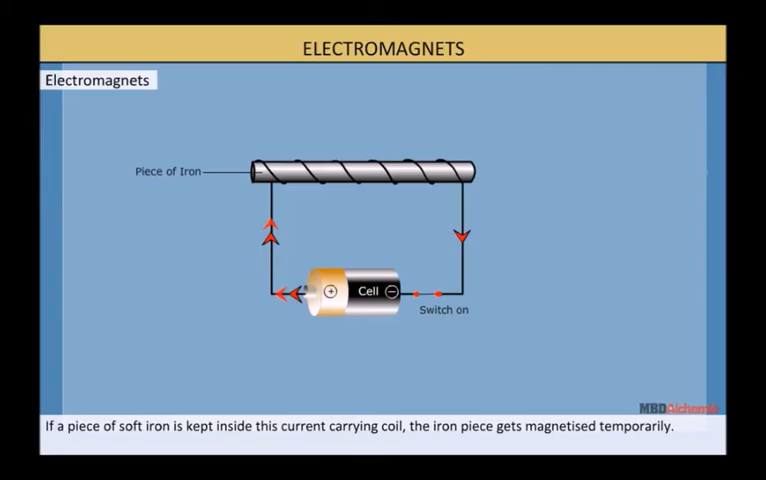 ELECTROMAGNETS
Electromagnets
Piece of Iron
+ Cell −
Switch on
MBDAlchemie
If a piece of soft iron is kept inside this current carrying coil, the iron piece gets magnetised temporarily.